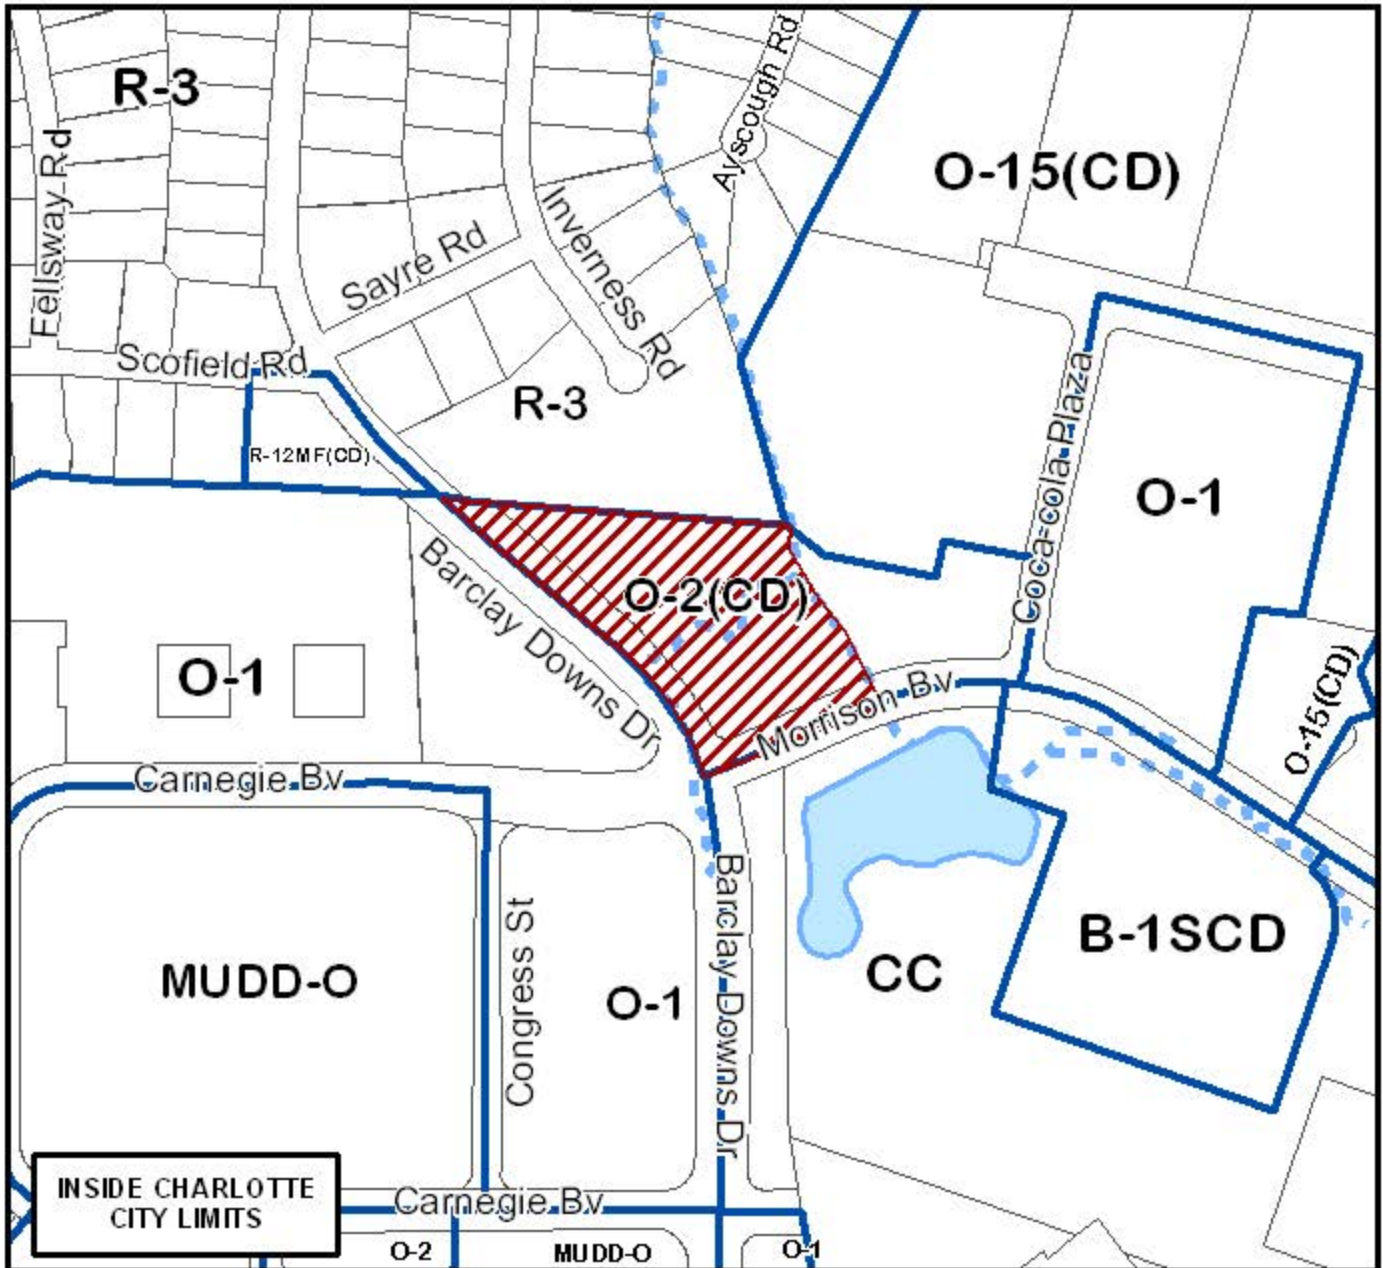 R-3
Fellsway Rd
Ayscough Rd
O-15(CD)
Sayre Rd
Inverness Rd
Scofield Rd
R-3
R-12MF(CD)
Coca-cola Plaza
O-1
Barclay Downs Dr
O-2(CD)
O-1
Morrison Bv
O-15(CD)
Carnegie Bv
MUDD-O
Congress St
O-1
Barclay Downs Dr
CC
B-1SCD
INSIDE CHARLOTTE
CITY LIMITS
Carnegie Bv
O-2
MUDD-O
O-1